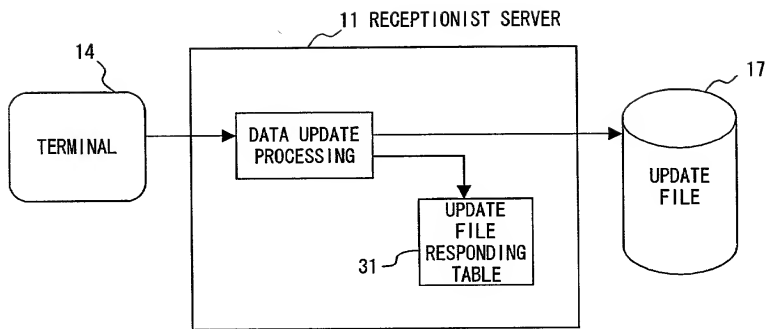 11 RECEPTIONIST SERVER
14
17
TERMINAL
DATA UPDATE
PROCESSING
UPDATE
FILE
UPDATE
FILE
RESPONDING
TABLE
31